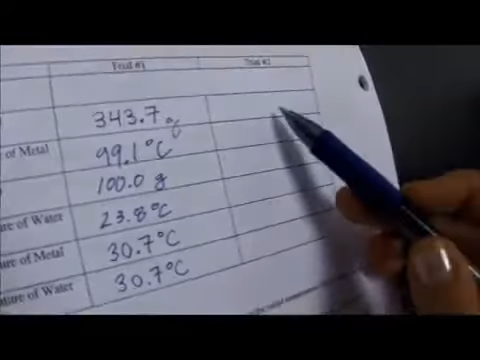 Trial #1 Trial #2
343.7 g
of Metal 99.1°C
100.0 g
ure of Water 23.8°C
ure of Metal 30.7°C
ature of Water 30.7°C